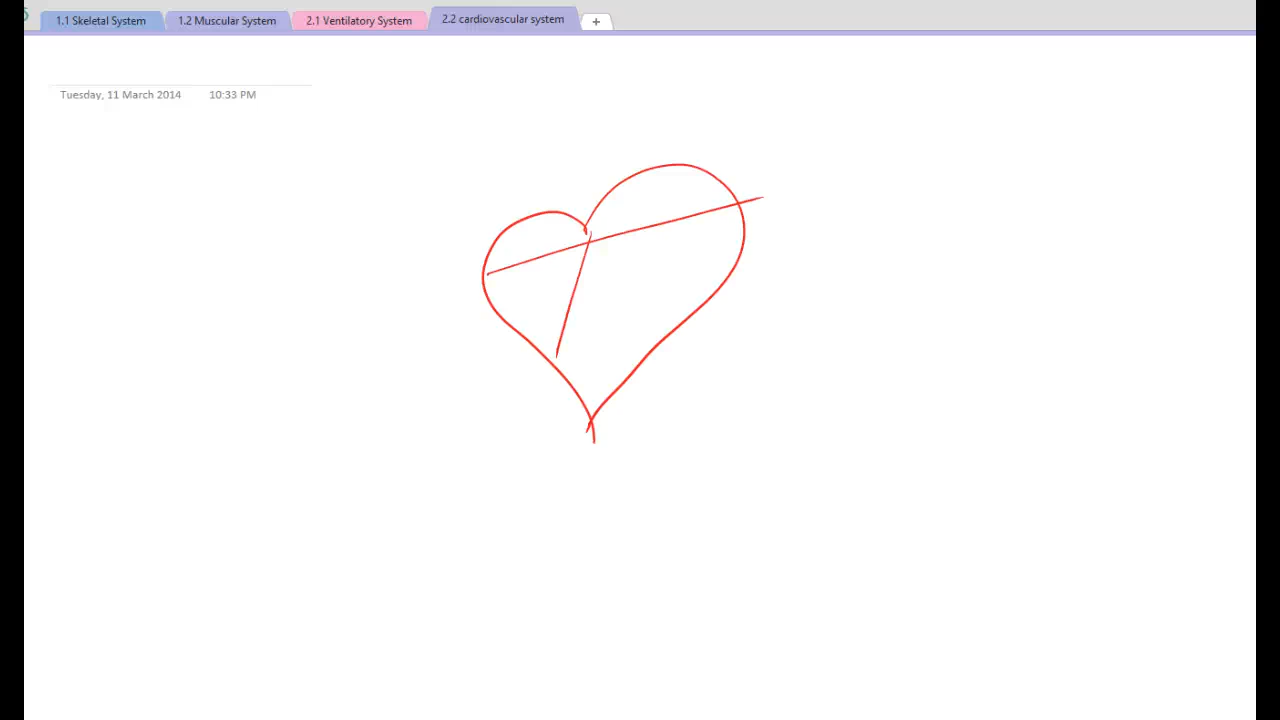 1.1 Skeletal System
1.2 Muscular System
2.1 Ventilatory System
2.2 cardiovascular system
+
Tuesday, 11 March 2014 10:33 PM